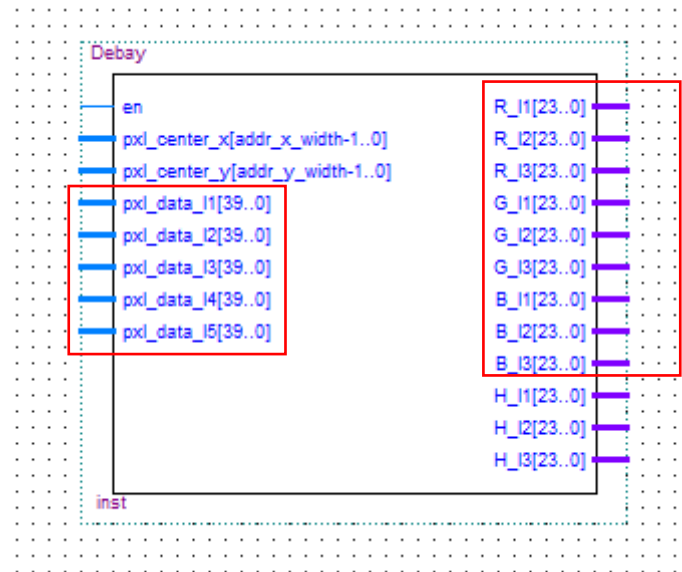 Debay
en
pxl_center_x[addr_x_width-1..0]
pxl_center_y[addr_y_width-1..0]
pxl_data_l1[39..0]
pxl_data_l2[39..0]
pxl_data_l3[39..0]
pxl_data_l4[39..0]
pxl_data_l5[39..0]
R_l1[23..0]
R_l2[23..0]
R_l3[23..0]
G_l1[23..0]
G_l2[23..0]
G_l3[23..0]
B_l1[23..0]
B_l2[23..0]
B_l3[23..0]
H_l1[23..0]
H_l2[23..0]
H_l3[23..0]
inst